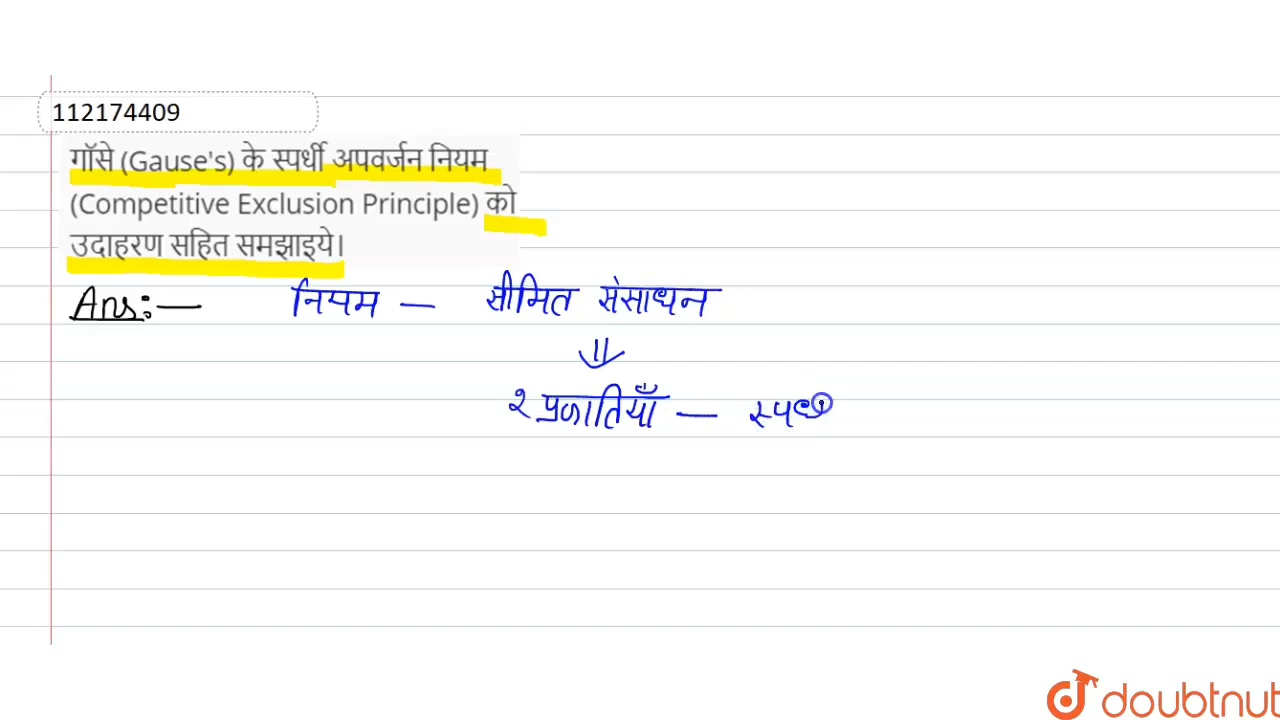 112174409
गॉसे (Gause's) के स्पर्धी अपवर्जन नियम
(Competitive Exclusion Principle) को
उदाहरण सहित समझाइये।
Ans:— नियम — सीमित संसाधन
⇓
२ प्रजातियाँ —
doubtnut